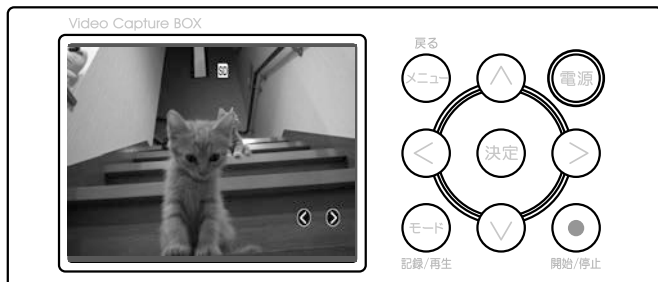 Video Capture BOX
SD
戻る
メニュー
電源
決定
モード
記録/再生
開始/停止